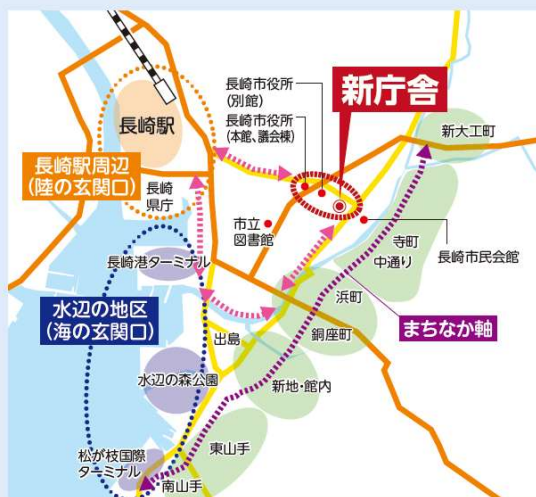 長崎駅
長崎市役所
(別館)
長崎市役所
(本館、議会棟)
新庁舎
新大工町
長崎駅周辺
(陸の玄関口)
長崎
県庁
市立
図書館
寺町
中通り
長崎市民会館
長崎港ターミナル
浜町
水辺の地区
(海の玄関口)
出島
銅座町
まちなか軸
水辺の森公園
新地・館内
東山手
松が枝国際
ターミナル
南山手